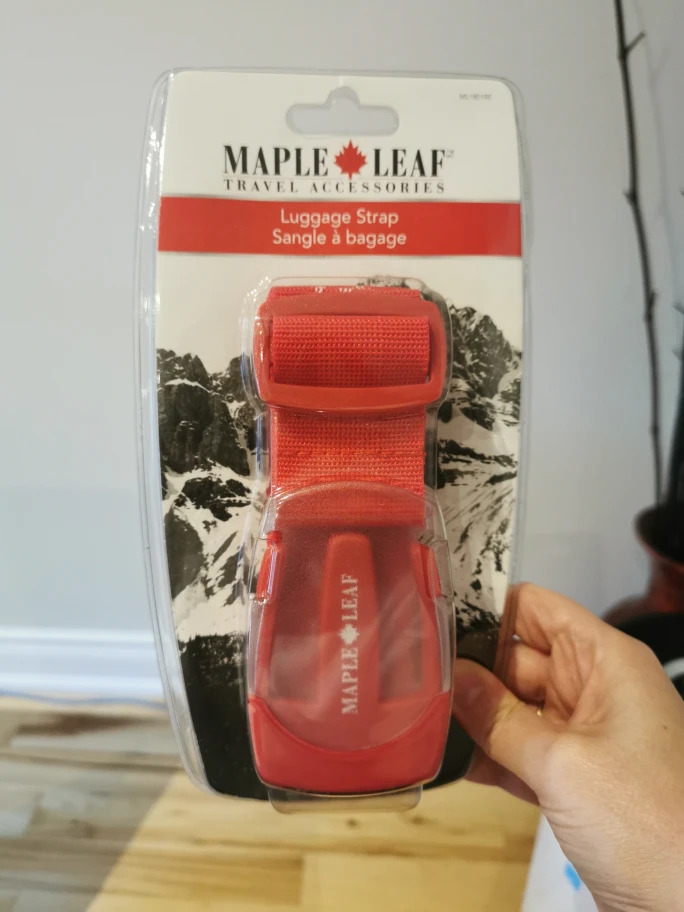 MAPLE LEAF
TRAVEL ACCESSORIES
Luggage Strap
Sangle à bagage
MAPLE LEAF